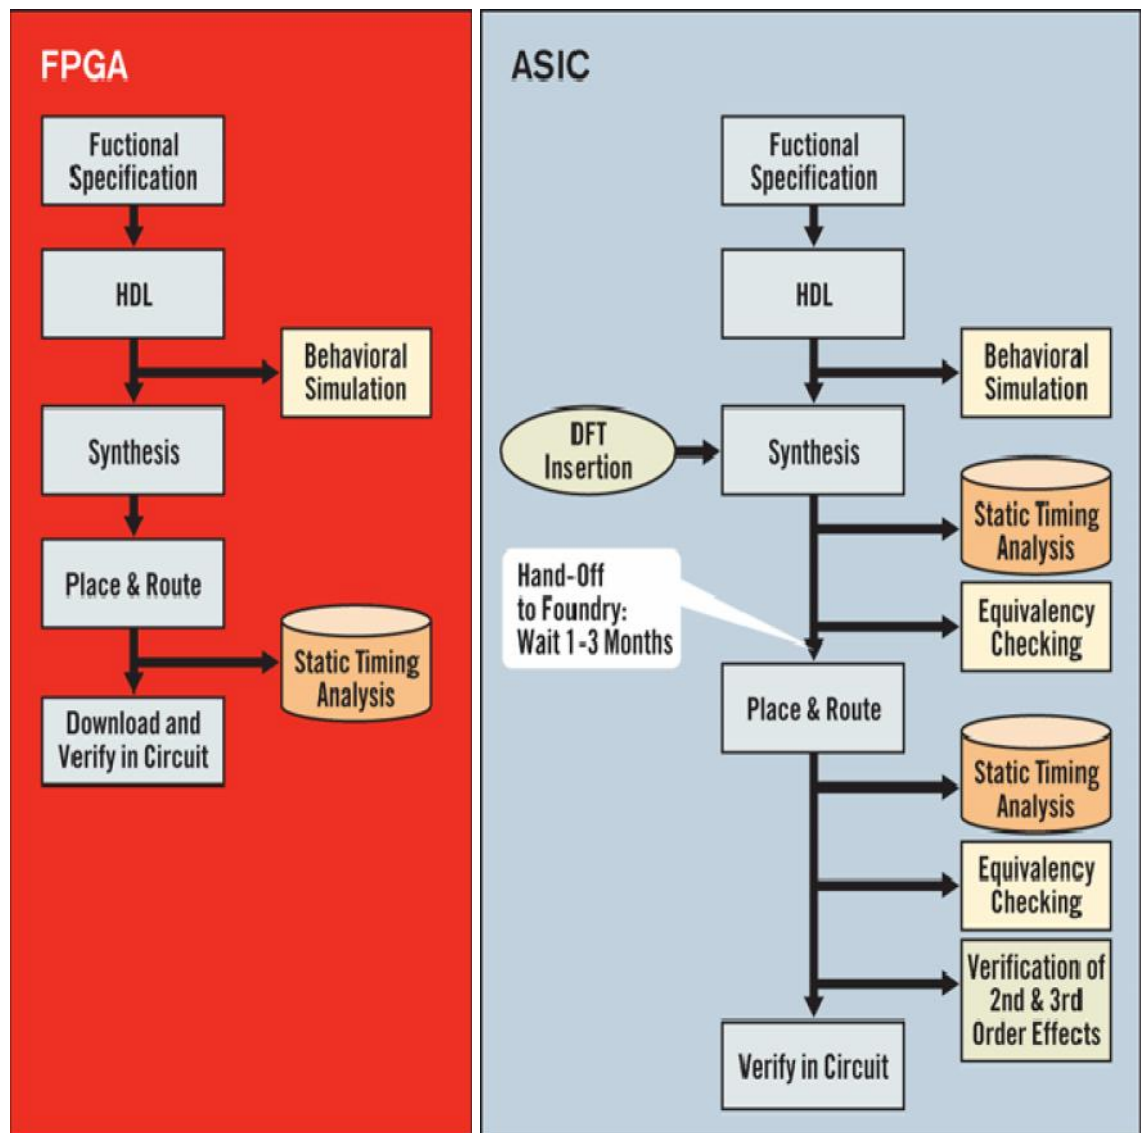 FPGA
Fuctional
Specification
HDL
Behavioral
Simulation
Synthesis
Place & Route
Static Timing
Analysis
Download and
Verify in Circuit
ASIC
Fuctional
Specification
HDL
Behavioral
Simulation
DFT
Insertion
Synthesis
Static Timing
Analysis
Hand-Off
to Foundry:
Wait 1-3 Months
Equivalency
Checking
Place & Route
Static Timing
Analysis
Equivalency
Checking
Verification of
2nd & 3rd
Order Effects
Verify in Circuit